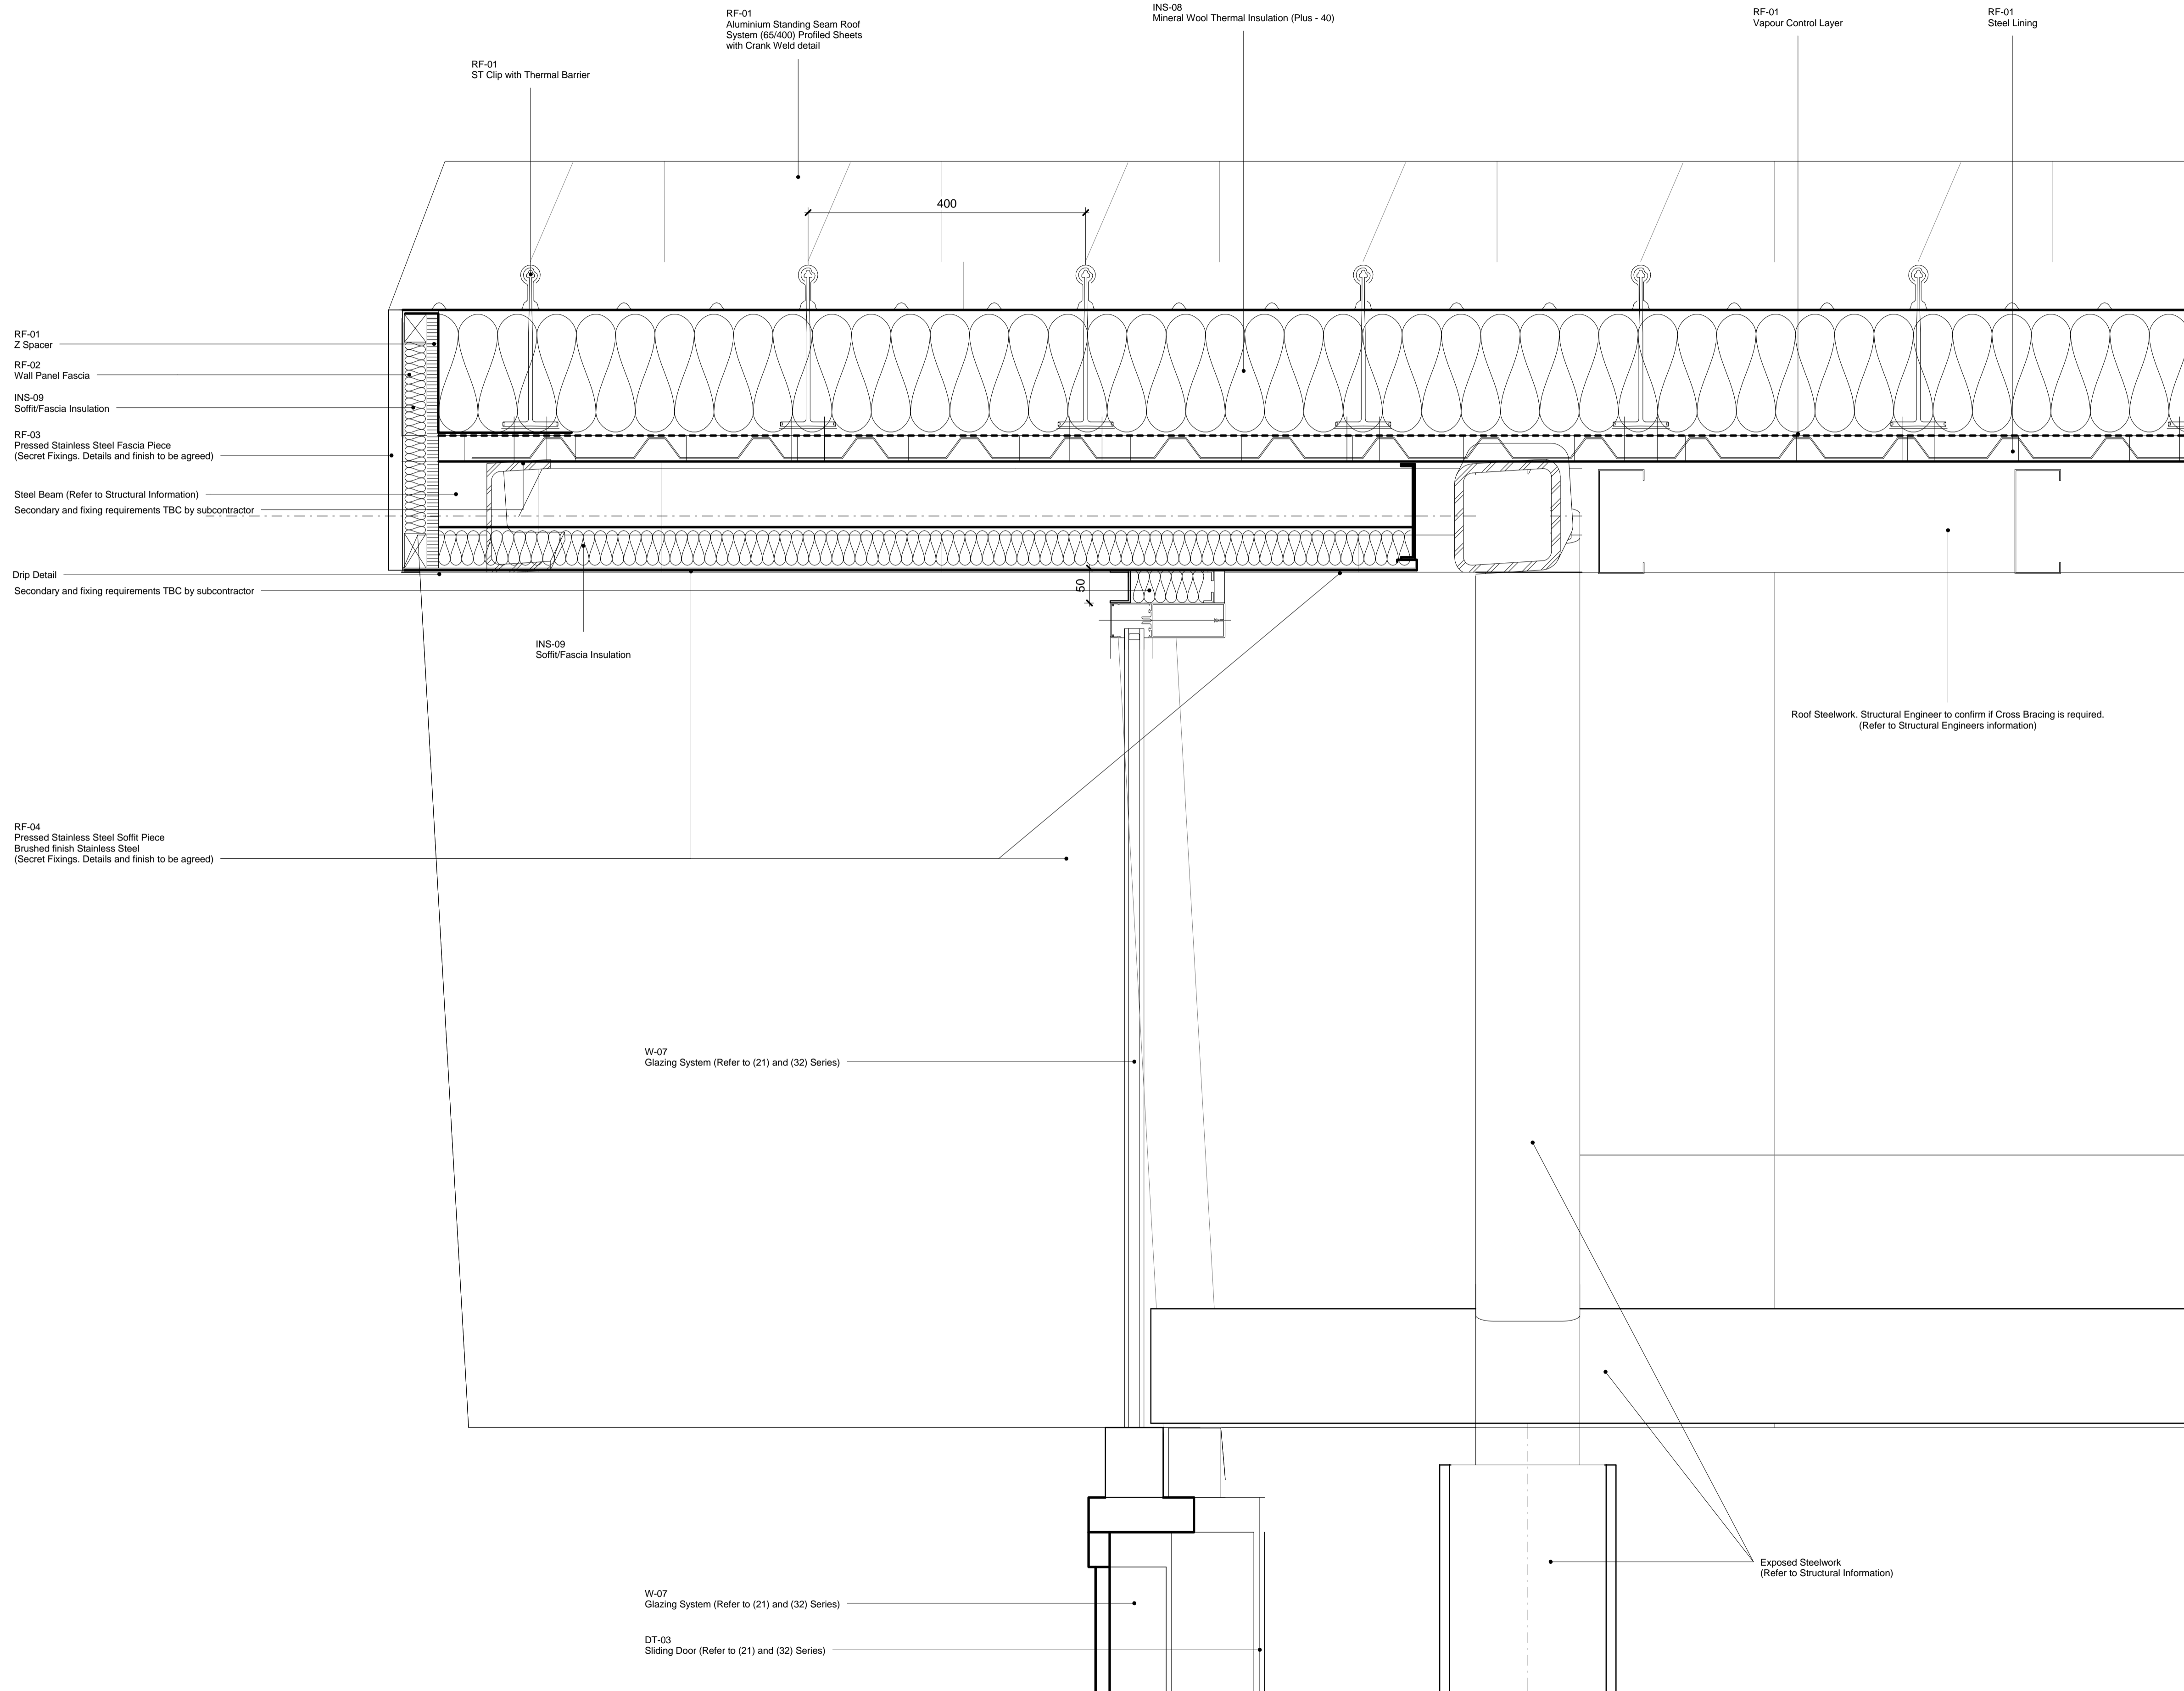 INS-08
Mineral Wool Thermal Insulation (Plus - 40)
RF-01
Vapour Control Layer
RF-01
Steel Lining
RF-01
Aluminium Standing Seam Roof
System (65/400) Profiled Sheets
with Crank Weld detail
RF-01
ST Clip with Thermal Barrier
400
RF-01
Z Spacer
RF-02
Wall Panel Fascia
INS-09
Soffit/Fascia Insulation
RF-03
Pressed Stainless Steel Fascia Piece
(Secret Fixings. Details and finish to be agreed)
Steel Beam (Refer to Structural Information)
Secondary and fixing requirements TBC by subcontractor
Drip Detail
Secondary and fixing requirements TBC by subcontractor
50
INS-09
Soffit/Fascia Insulation
Roof Steelwork. Structural Engineer to confirm if Cross Bracing is required.
(Refer to Structural Engineers information)
RF-04
Pressed Stainless Steel Soffit Piece
Brushed finish Stainless Steel
(Secret Fixings. Details and finish to be agreed)
W-07
Glazing System (Refer to (21) and (32) Series)
Exposed Steelwork
(Refer to Structural Information)
W-07
Glazing System (Refer to (21) and (32) Series)
DT-03
Sliding Door (Refer to (21) and (32) Series)